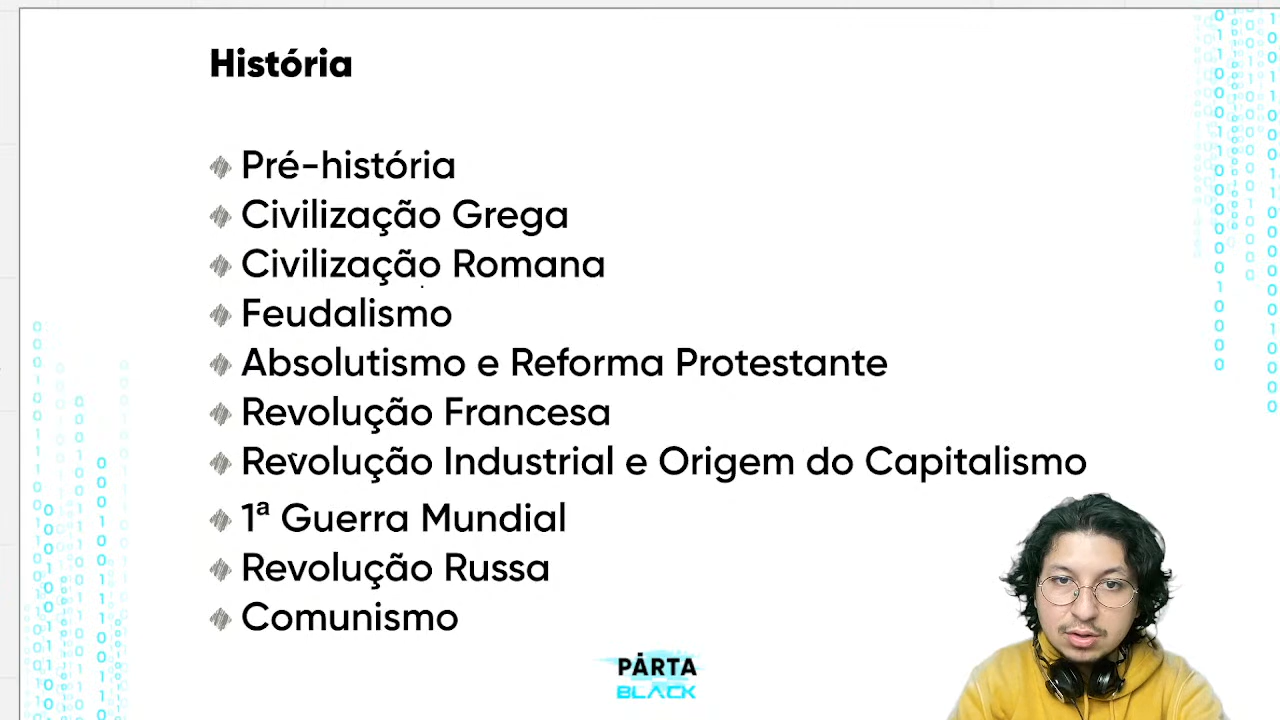 História
Pré-história
Civilização Grega
Civilização Romana
Feudalismo
Absolutismo e Reforma Protestante
Revolução Francesa
Revolução Industrial e Origem do Capitalismo
1ª Guerra Mundial
Revolução Russa
Comunismo
PÅRTA
BLACK